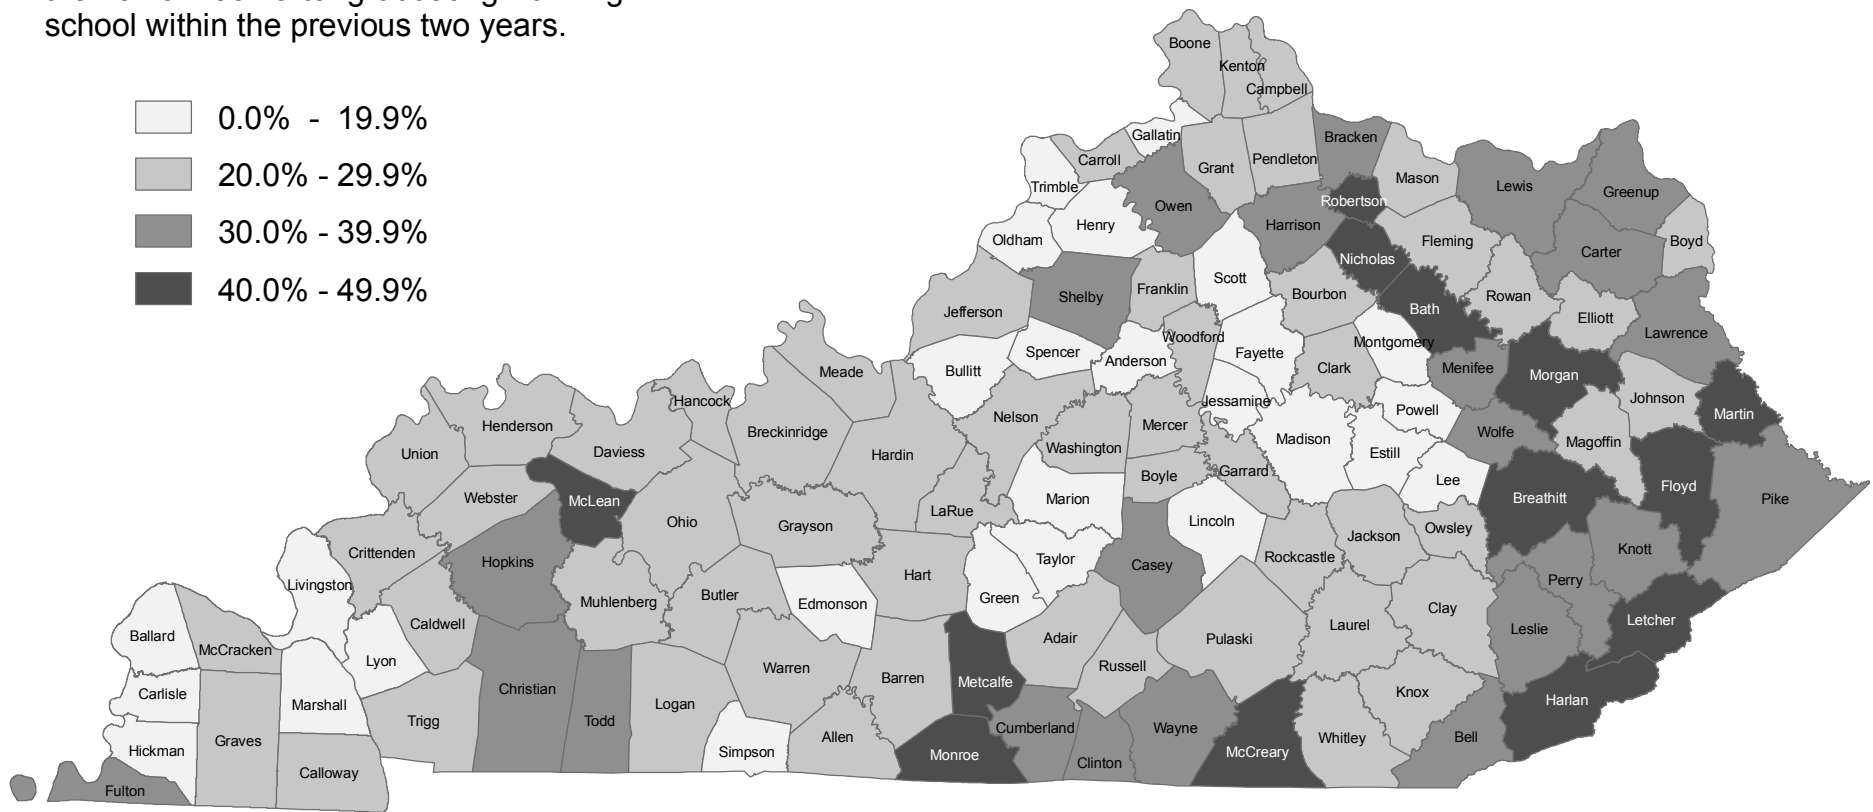 school within the previous two years.
0.0% - 19.9%
20.0% - 29.9%
30.0% - 39.9%
40.0% - 49.9%
Boone
Kenton
Campbell
Gallatin
Carroll
Grant
Pendleton
Bracken
Mason
Lewis
Greenup
Trimble
Owen
Robertson
Henry
Harrison
Oldham
Fleming
Boyd
Carter
Nicholas
Scott
Shelby
Franklin
Bourbon
Rowan
Bath
Elliott
Jefferson
Lawrence
Woodford
Montgomery
Spencer
Fayette
Anderson
Clark
Menifee
Morgan
Bullitt
Meade
Johnson
Martin
Hancock
Jessamine
Powell
Nelson
Henderson
Breckinridge
Mercer
Wolfe
Magoffin
Madison
Washington
Daviess
Union
Hardin
Estill
Garrard
Boyle
Lee
Floyd
Webster
McLean
Marion
Breathitt
Pike
LaRue
Ohio
Grayson
Lincoln
Owsley
Jackson
Crittenden
Knott
Taylor
Rockcastle
Hopkins
Casey
Hart
Perry
Livingston
Butler
Green
Muhlenberg
Edmonson
Clay
Caldwell
Laurel
Letcher
Leslie
Ballard
McCracken
Adair
Pulaski
Lyon
Warren
Russell
Barren
Metcalfe
Christian
Knox
Carlisle
Harlan
Marshall
Logan
Trigg
Todd
Cumberland
Wayne
Graves
Allen
Whitley
Bell
Hickman
Simpson
Monroe
McCreary
Clinton
Calloway
Fulton